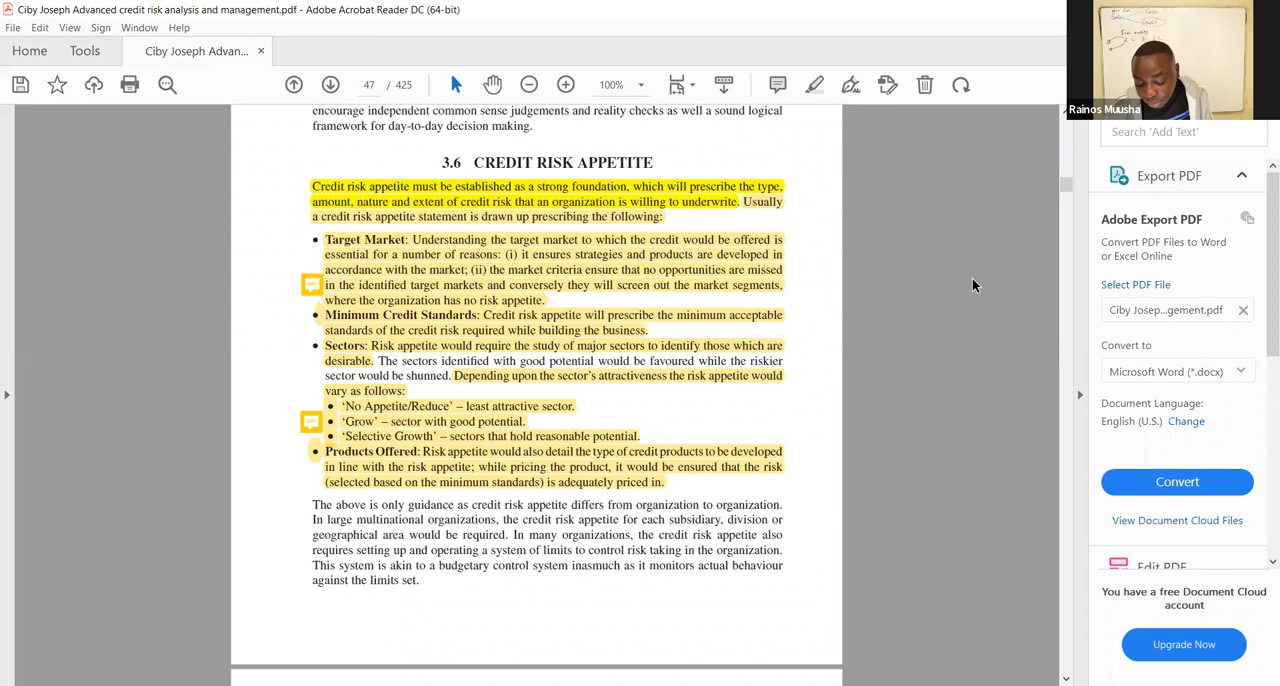 Ciby Joseph Advanced credit risk analysis and management.pdf - Adobe Acrobat Reader DC (64-bit)
File Edit View Sign Window Help
Home Tools Ciby Joseph Advan... ×
47 / 425 100%
Rainos Muusha
encourage independent common sense judgements and reality checks as well a sound logical
framework for day-to-day decision making.
3.6 CREDIT RISK APPETITE
Credit risk appetite must be established as a strong foundation, which will prescribe the type,
amount, nature and extent of credit risk that an organization is willing to underwrite. Usually
a credit risk appetite statement is drawn up prescribing the following:
• Target Market: Understanding the target market to which the credit would be offered is
essential for a number of reasons: (i) it ensures strategies and products are developed in
accordance with the market; (ii) the market criteria ensure that no opportunities are missed
in the identified target markets and conversely they will screen out the market segments,
where the organization has no risk appetite.
• Minimum Credit Standards: Credit risk appetite will prescribe the minimum acceptable
standards of the credit risk required while building the business.
• Sectors: Risk appetite would require the study of major sectors to identify those which are
desirable. The sectors identified with good potential would be favoured while the riskier
sector would be shunned. Depending upon the sector's attractiveness the risk appetite would
vary as follows:
• 'No Appetite/Reduce' – least attractive sector.
• 'Grow' – sector with good potential.
• 'Selective Growth' – sectors that hold reasonable potential.
• Products Offered: Risk appetite would also detail the type of credit products to be developed
in line with the risk appetite; while pricing the product, it would be ensured that the risk
(selected based on the minimum standards) is adequately priced in.
The above is only guidance as credit risk appetite differs from organization to organization.
In large multinational organizations, the credit risk appetite for each subsidiary, division or
geographical area would be required. In many organizations, the credit risk appetite also
requires setting up and operating a system of limits to control risk taking in the organization.
This system is akin to a budgetary control system inasmuch as it monitors actual behaviour
against the limits set.
Search 'Add Text'
Export PDF
Adobe Export PDF
Convert PDF Files to Word
or Excel Online
Select PDF File
Ciby Josep...gement.pdf
Convert to
Microsoft Word (*.docx)
Document Language:
English (U.S.) Change
Convert
View Document Cloud Files
Edit PDF
You have a free Document Cloud
account
Upgrade Now